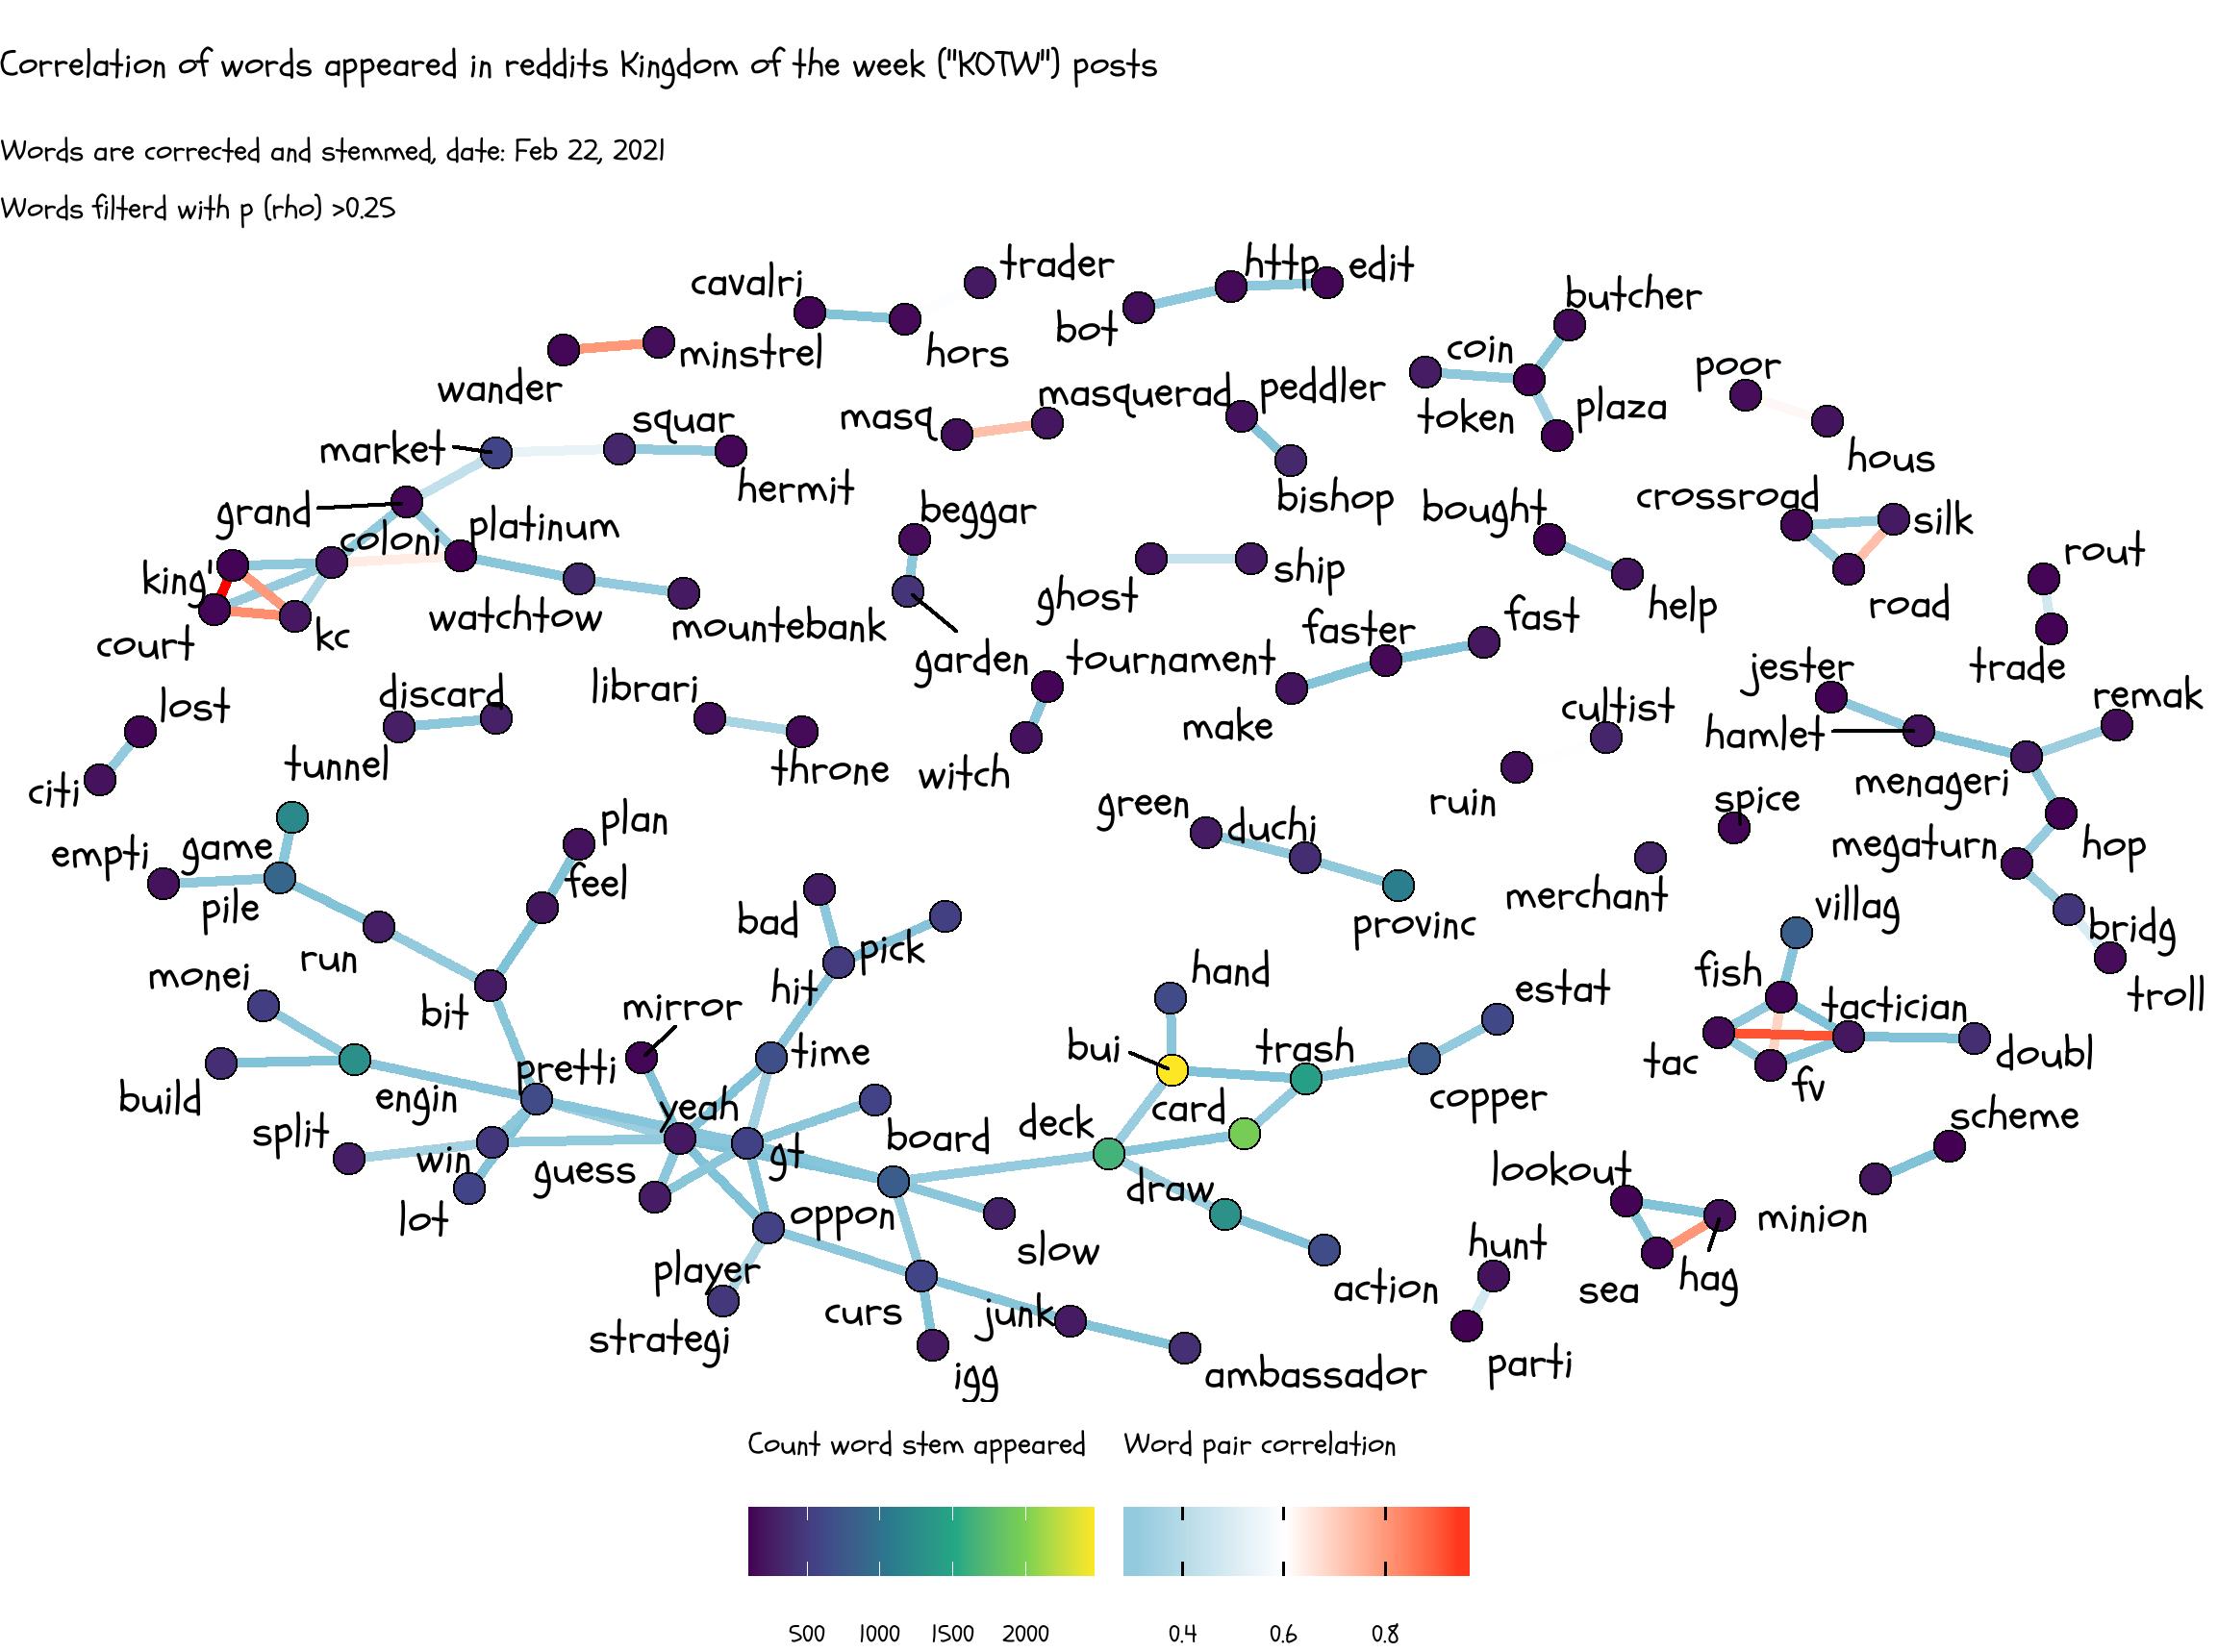 Correlation of words appeared in reddits Kingdom of the week ("KOTW") posts
Words are corrected and stemmed, date: Feb 22, 2021
Words filterd with p (rho) >0.25
trader
http
edit
cavalri
butcher
bot
minstrel
hors
coin
poor
wander
masquerad
peddler
squar
masq
token
plaza
market
hous
hermit
bishop
crossroad
grand
beggar
bought
silk
platinum
coloni
rout
king'
ship
ghost
help
road
watchtow
mountebank
fast
court
kc
faster
garden
tournament
jester
trade
discard
librari
remak
lost
cultist
make
hamlet
tunnel
throne
witch
menageri
citi
green
ruin
spice
plan
duchi
empti
game
megaturn
hop
feel
merchant
pile
bad
provinc
villag
pick
bridg
run
monei
hand
fish
hit
estat
troll
bit
mirror
tactician
bui
trash
time
tac
doubl
pretti
fv
build
engin
yeah
card
copper
deck
scheme
split
board
win
guess
gt
lookout
draw
lot
oppon
minion
slow
hunt
player
hag
action
sea
curs
junk
strategi
parti
igg
ambassador
Count word stem appeared
Word pair correlation
500 1000 1500 2000
0.4 0.6 0.8